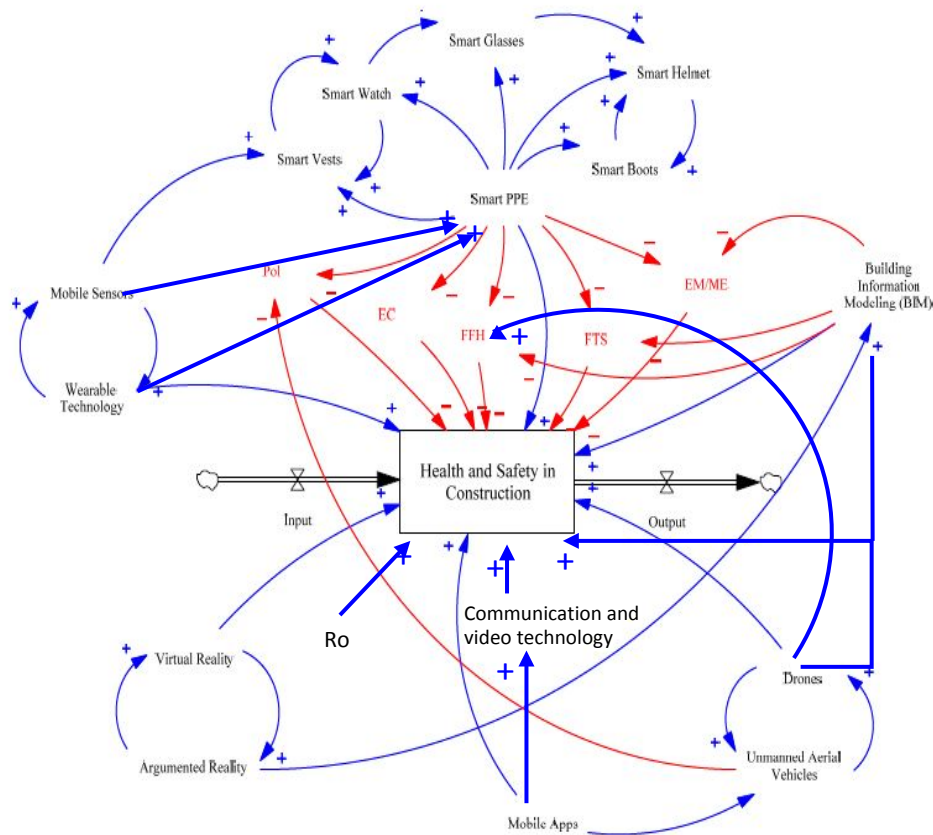 Smart Glasses
Smart Helmet
Smart Watch
Smart Vests
Smart Boots
Smart PPE
Mobile Sensors
Pol
EM/ME
Building
Information
Modeling (BIM)
EC
FFH
FTS
Wearable
Technology
Health and Safety in
Construction
Input
Output
Ro
Communication and
video technology
Virtual Reality
Drones
Argumented Reality
Unmanned Aerial
Vehicles
Mobile Apps